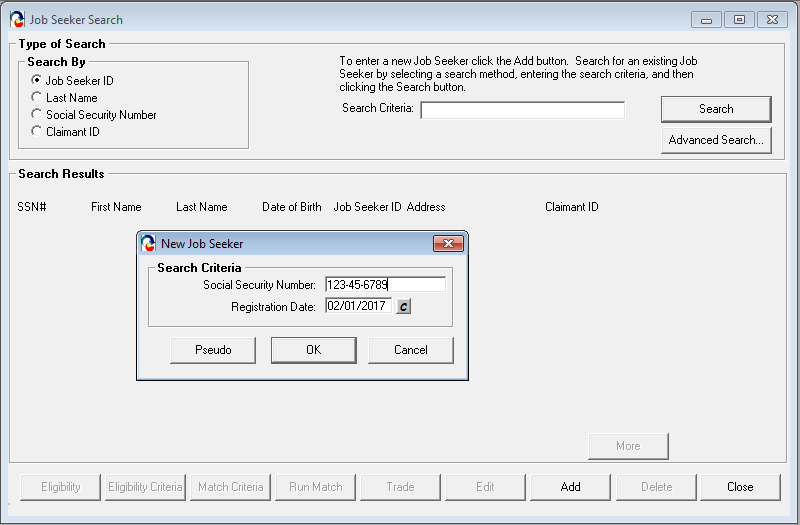 Job Seeker Search
Type of Search
Search By
Job Seeker ID
Last Name
Social Security Number
Claimant ID
To enter a new Job Seeker click the Add button. Search for an existing Job
Seeker by selecting a search method, entering the search criteria, and then
clicking the Search button.
Search Criteria:
Search
Advanced Search...
Search Results
SSN# First Name Last Name Date of Birth Job Seeker ID Address Claimant ID
New Job Seeker
Search Criteria
Social Security Number: 123-45-6789
Registration Date: 02/01/2017 C
Pseudo OK Cancel
More
Eligibility Eligibility Criteria Match Criteria Run Match Trade Edit Add Delete Close